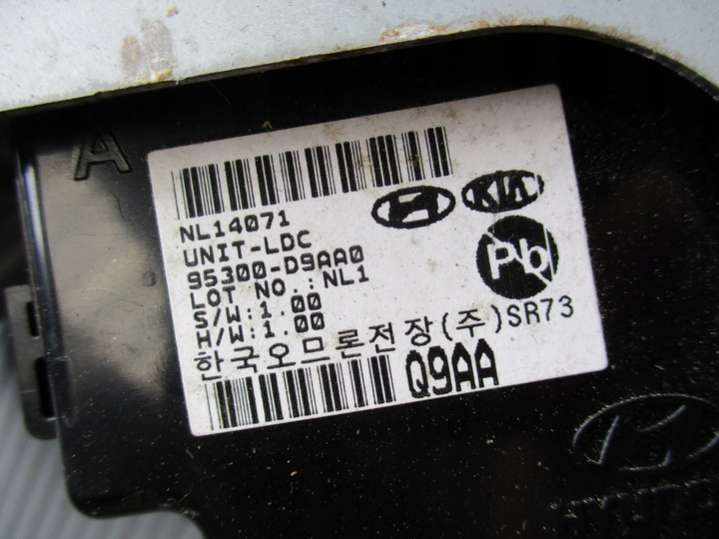 A
NL14071
UNIT-LDC
95300-D9AA0
LOT NO.:NL1
S/W:1.00
H/W:1.00
한국오므론전장(주)SR73
Q9AA
KIA
Pb